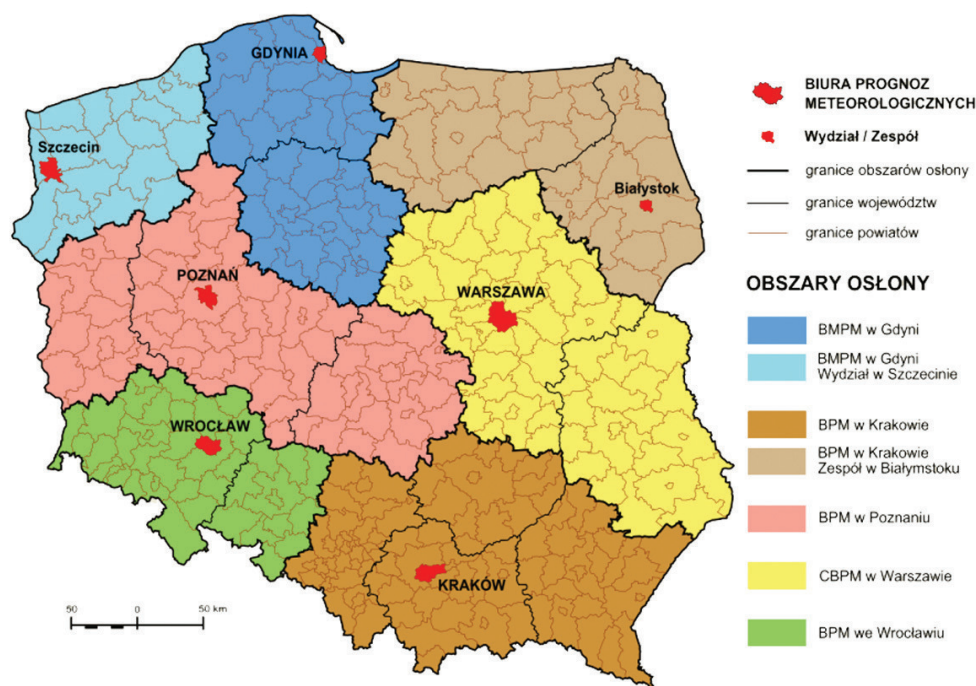 GDYNIA
Szczecin
Białystok
POZNAŃ
WARSZAWA
WROCŁAW
KRAKÓW
50 0 50 km
BIURA PROGNOZ
METEOROLOGICZNYCH
Wydział / Zespół
granice obszarów osłony
granice województw
granice powiatów
OBSZARY OSŁONY
BMPM w Gdyni
BMPM w Gdyni
Wydział w Szczecinie
BPM w Krakowie
BPM w Krakowie
Zespół w Białymstoku
BPM w Poznaniu
CBPM w Warszawie
BPM we Wrocławiu